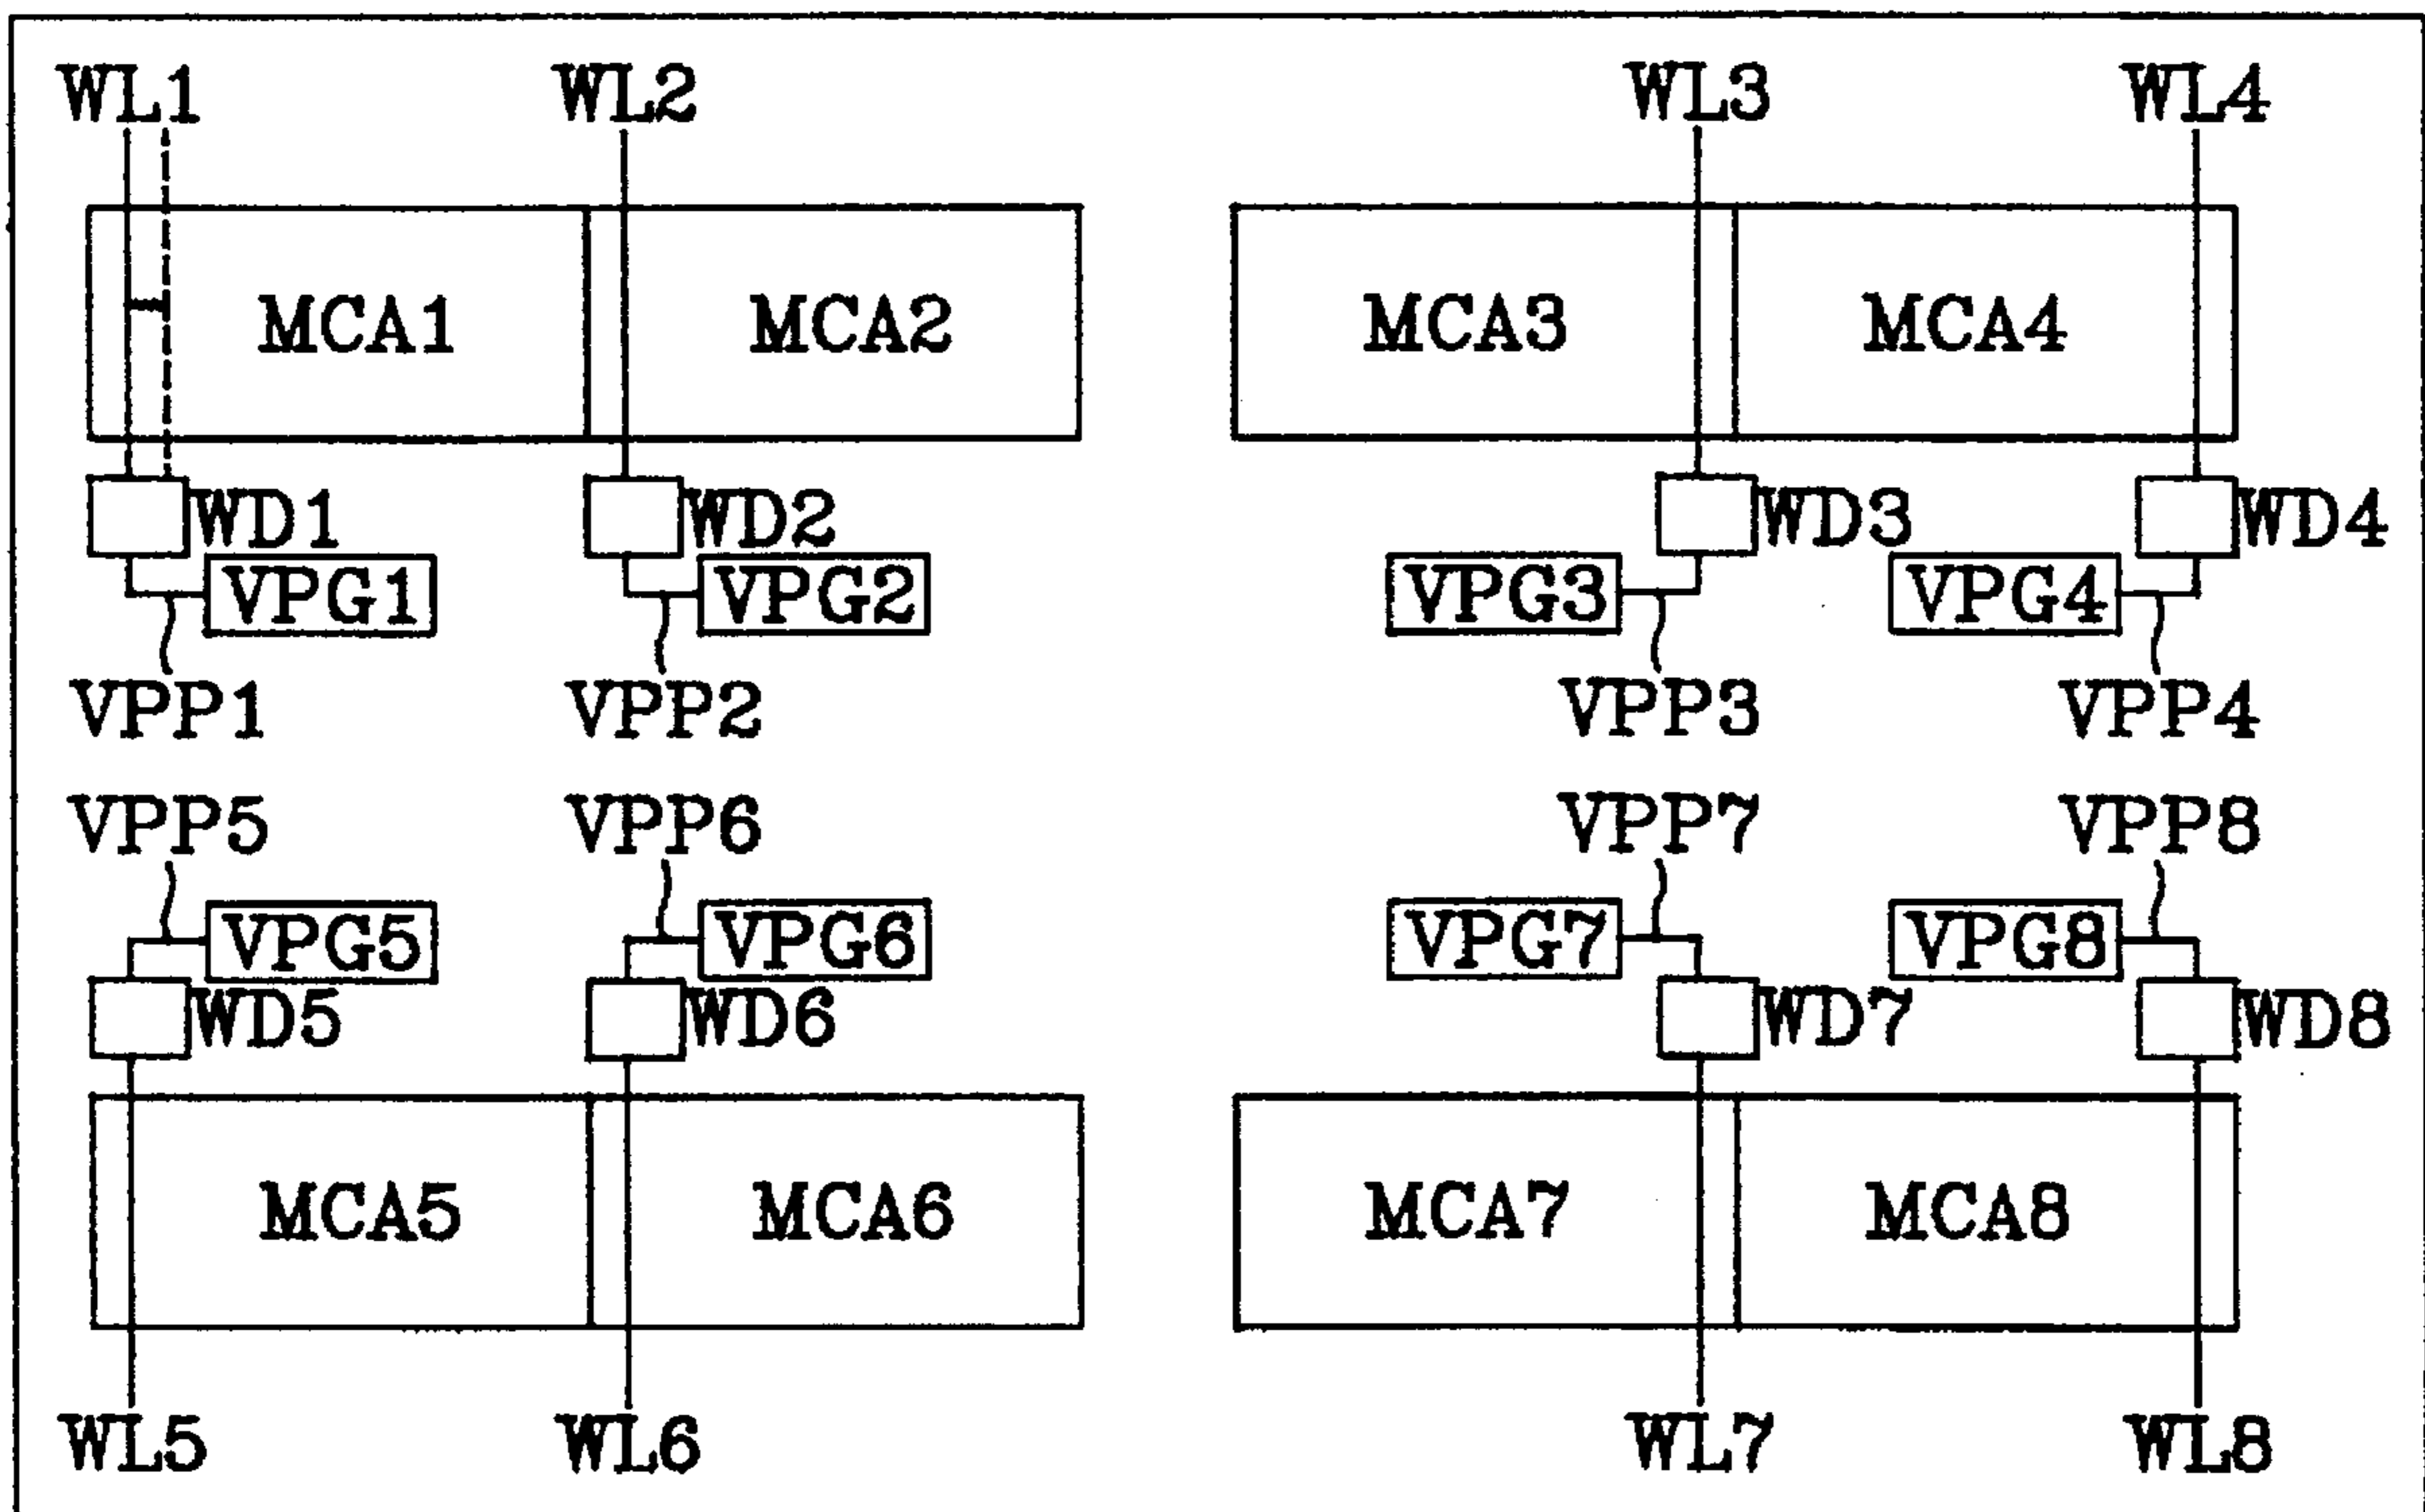 WL1 WL2 WL3 WL4
MCA1 MCA2 MCA3 MCA4
WD1 WD2 WD3 WD4
VPG1 VPG2 VPG3 VPG4
VPP1 VPP2 VPP3 VPP4
VPP5 VPP6 VPP7 VPP8
VPG5 VPG6 VPG7 VPG8
WD5 WD6 WD7 WD8
MCA5 MCA6 MCA7 MCA8
WL5 WL6 WL7 WL8